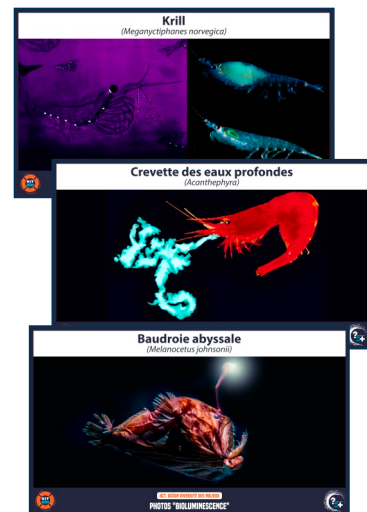 Krill
(Meganyctiphanes norvegica)
Crevette des eaux profondes
(Acanthephyra)
Baudroie abyssale
(Melanocetus johnsonii)
PHOTOS "BIOLUMINESCENCE"